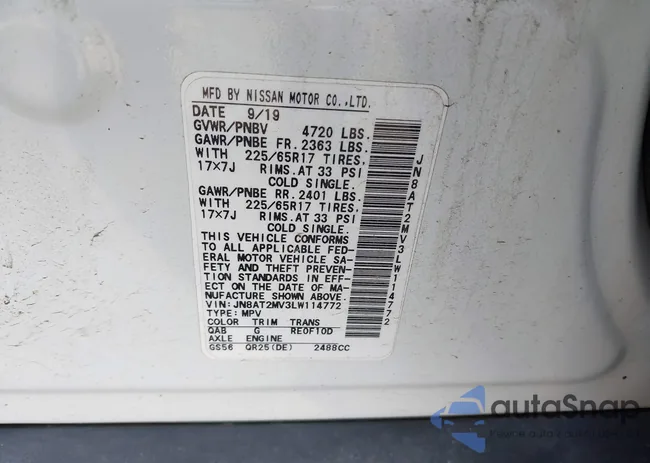 MFD BY NISSAN MOTOR CO.,LTD.
DATE 9/19
GVWR/PNBV 4720 LBS.
GAWR/PNBE FR. 2363 LBS.
WITH 225/65R17 TIRES.
17×7J RIMS.AT 33 PSI
COLD SINGLE.
GAWR/PNBE RR. 2401 LBS.
WITH 225/65R17 TIRES.
17×7J RIMS.AT 33 PSI
COLD SINGLE.
THIS VEHICLE CONFORMS
TO ALL APPLICABLE FED-
ERAL MOTOR VEHICLE SA-
FETY AND THEFT PREVEN-
TION STANDARDS IN EFF-
ECT ON THE DATE OF MA-
NUFACTURE SHOWN ABOVE.
VIN: JN8AT2MV3LW114772
TYPE: MPV
COLOR TRIM TRANS
QAB G RE0F10D
AXLE ENGINE
GS56 QR25(DE) 2488CC
JN8AT2MV3LW114772
autoSnap